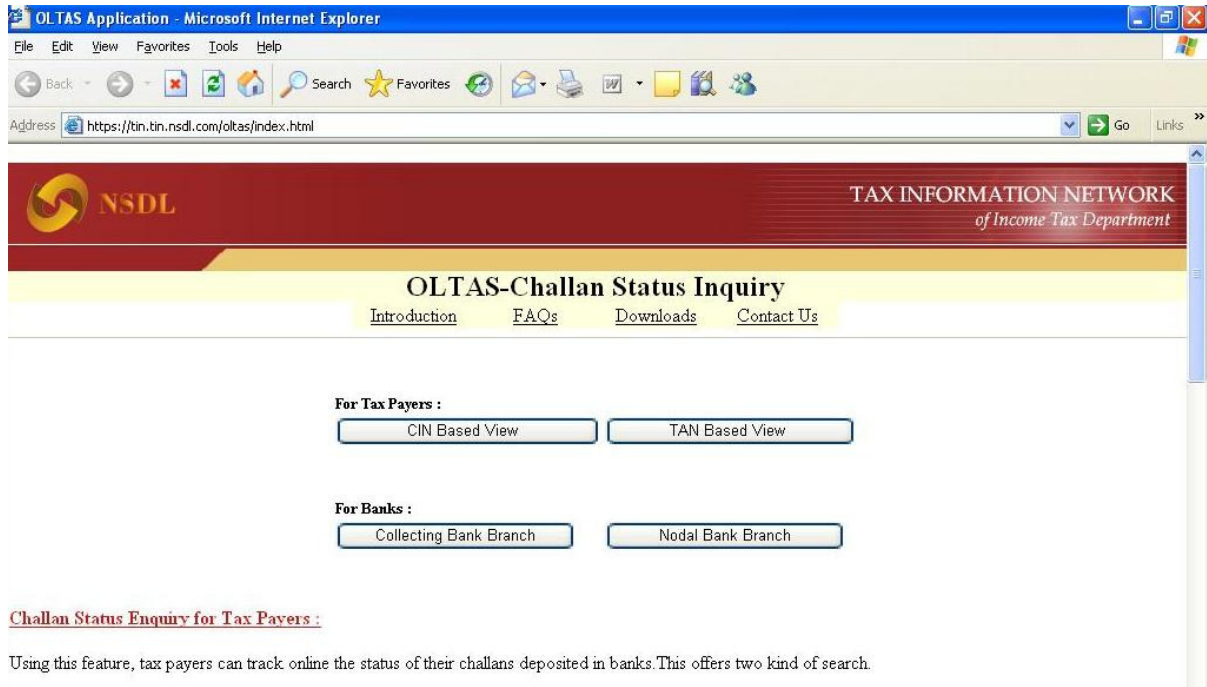 OLTAS Application - Microsoft Internet Explorer
File Edit View Favorites Tools Help
Back Search Favorites
Address https://tin.tin.nsdl.com/oltas/index.html Go Links »
NSDL
TAX INFORMATION NETWORK
of Income Tax Department
OLTAS-Challan Status Inquiry
Introduction FAQs Downloads Contact Us
For Tax Payers :
CIN Based View TAN Based View
For Banks :
Collecting Bank Branch Nodal Bank Branch
Challan Status Enquiry for Tax Payers :
Using this feature, tax payers can track online the status of their challans deposited in banks.This offers two kind of search.